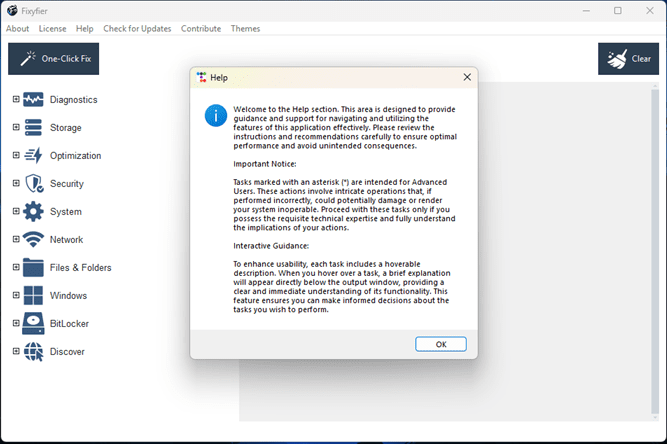 Fixyfier
About License Help Check for Updates Contribute Themes
One-Click Fix
Clear
Diagnostics
Storage
Optimization
Security
System
Network
Files & Folders
Windows
BitLocker
Discover
Help
Welcome to the Help section. This area is designed to provide
guidance and support for navigating and utilizing the
features of this application effectively. Please review the
instructions and recommendations carefully to ensure optimal
performance and avoid unintended consequences.
Important Notice:
Tasks marked with an asterisk (*) are intended for Advanced
Users. These actions involve intricate operations that, if
performed incorrectly, could potentially damage or render
your system inoperable. Proceed with these tasks only if you
possess the requisite technical expertise and fully understand
the implications of your actions.
Interactive Guidance:
To enhance usability, each task includes a hoverable
description. When you hover over a task, a brief explanation
will appear directly below the output window, providing a
clear and immediate understanding of its functionality. This
feature ensures you can make informed decisions about the
tasks you wish to perform.
OK